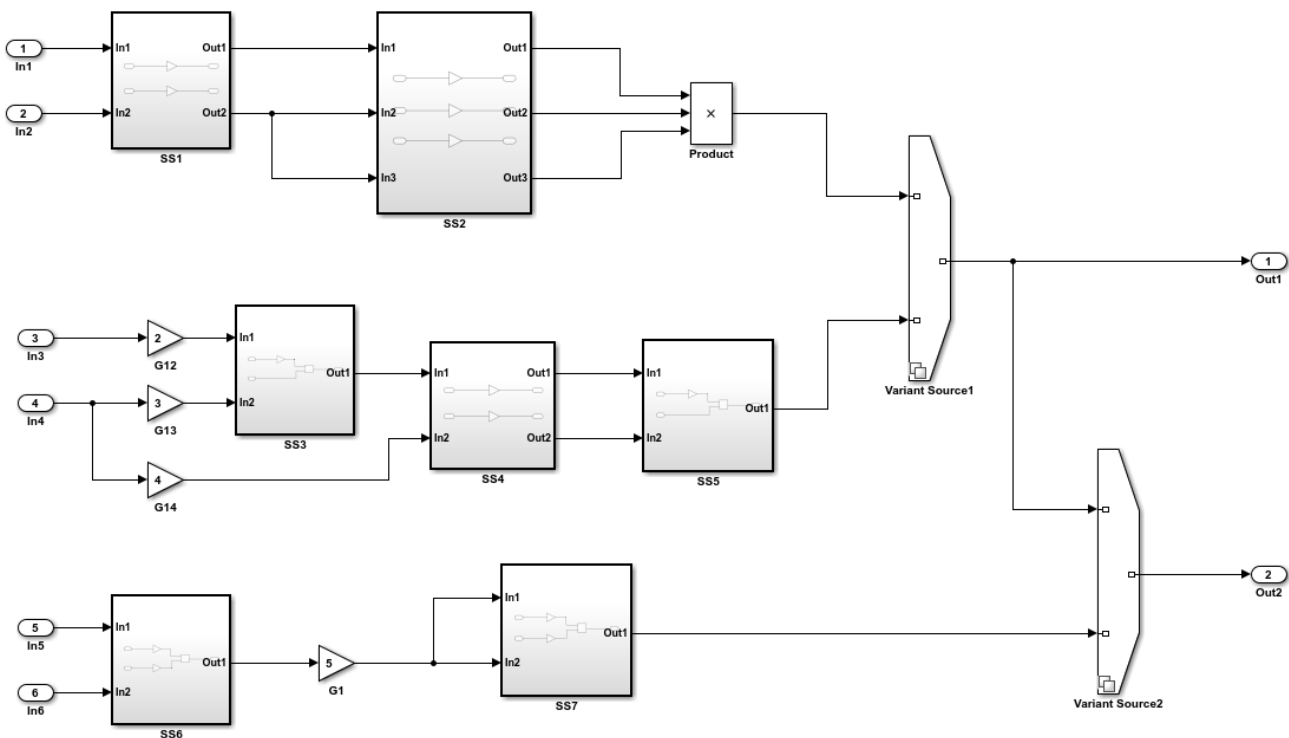 1
In1
2
In2
In1
In2
Out1
Out2
SS1
In1
In2
In3
Out1
Out2
Out3
SS2
×
Product
Variant Source1
1
Out1
3
In3
4
In4
2
G12
3
G13
4
G14
In1
In2
Out1
SS3
In1
In2
Out1
Out2
SS4
In1
In2
Out1
SS5
5
In5
6
In6
In1
In2
Out1
SS6
5
G1
In1
In2
Out1
SS7
Variant Source2
2
Out2